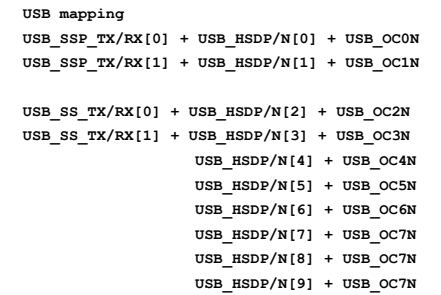 USB mapping
USB_SSP_TX/RX[0] + USB_HSDP/N[0] + USB_OC0N
USB_SSP_TX/RX[1] + USB_HSDP/N[1] + USB_OC1N
USB_SS_TX/RX[0] + USB_HSDP/N[2] + USB_OC2N
USB_SS_TX/RX[1] + USB_HSDP/N[3] + USB_OC3N
USB_HSDP/N[4] + USB_OC4N
USB_HSDP/N[5] + USB_OC5N
USB_HSDP/N[6] + USB_OC6N
USB_HSDP/N[7] + USB_OC7N
USB_HSDP/N[8] + USB_OC7N
USB_HSDP/N[9] + USB_OC7N